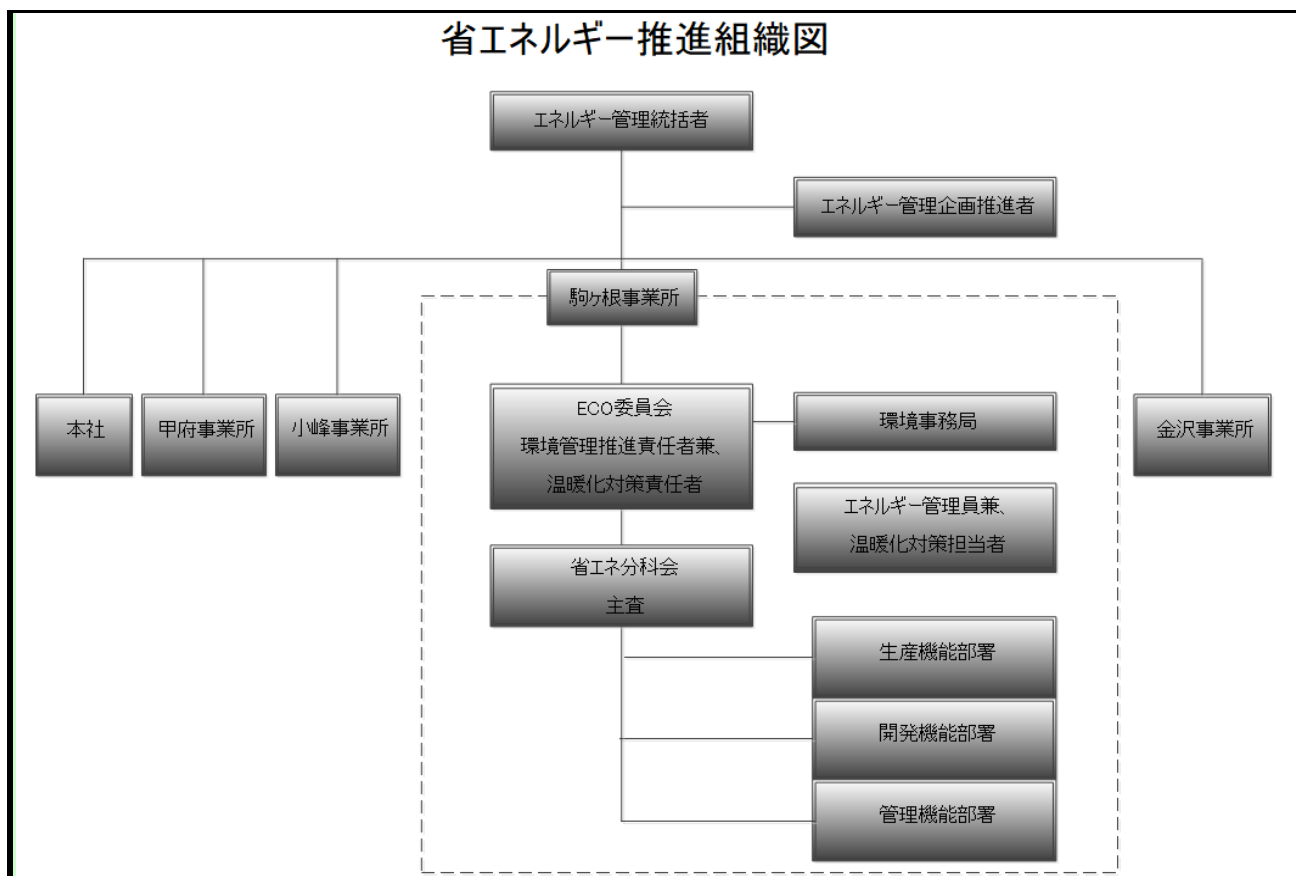 省エネルギー推進組織図
エネルギー管理統括者
エネルギー管理企画推進者
駒ヶ根事業所
本社
甲府事業所
小峰事業所
ECO委員会
環境管理推進責任者兼、
温暖化対策責任者
環境事務局
金沢事業所
エネルギー管理員兼、
温暖化対策担当者
省エネ分科会
主査
生産機能部署
開発機能部署
管理機能部署